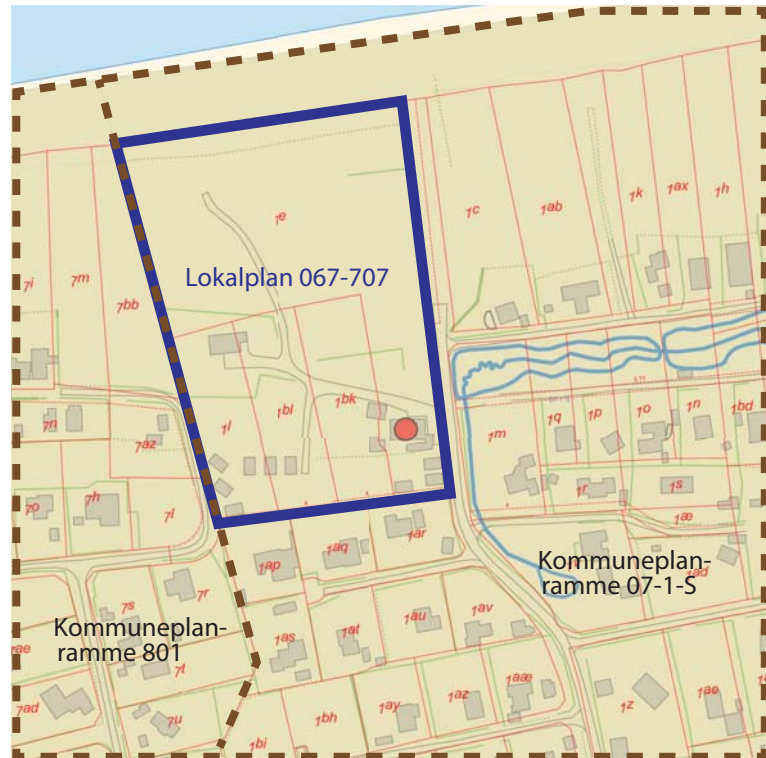 1e
1c
1ab
1k
1ax
1h
7i
7m
7bb
Lokalplan 067-707
1l
1bl
1bk
7n
7az
1m
1q
1p
1o
1n
1bd
7o
7h
7l
1r
1s
1æ
1ap
1aq
1ar
Kommuneplan-
ramme 07-1-S
1ad
7s
7r
Kommuneplan-
ramme 801
7ae
7t
1as
1at
1au
1av
7ad
7u
1bi
1bh
1ay
1az
1aæ
1z
1aø